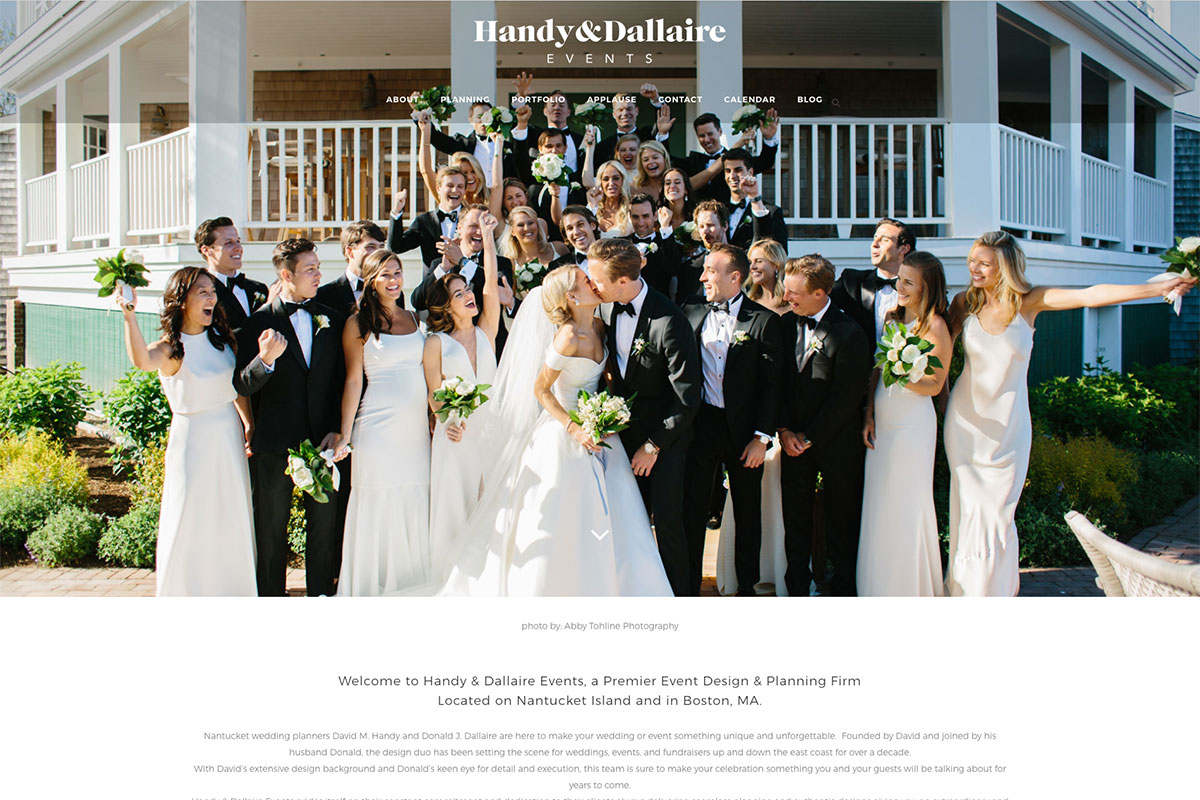 Handy&Dallaire
EVENTS
ABOUT PLANNING PORTFOLIO APPLAUSE CONTACT CALENDAR BLOG
photo by: Abby Tohline Photography
Welcome to Handy & Dallaire Events, a Premier Event Design & Planning Firm
Located on Nantucket Island and in Boston, MA.
Nantucket wedding planners David M. Handy and Donald J. Dallaire are here to make your wedding or event something unique and unforgettable. Founded by David and joined by his
husband Donald, the design duo has been setting the scene for weddings, events, and fundraisers up and down the east coast for over a decade.
With David's extensive design background and Donald's keen eye for detail and execution, this team is sure to make your celebration something you and your guests will be talking about for
years to come.